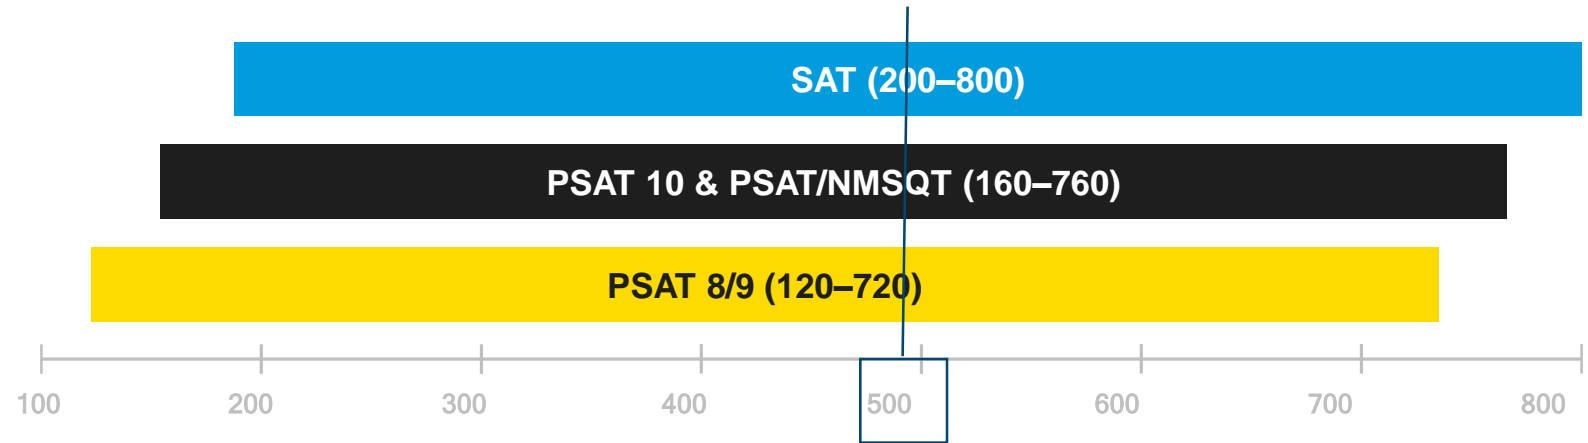 SAT (200–800)
PSAT 10 & PSAT/NMSQT (160–760)
PSAT 8/9 (120–720)
100 200 300 400 500 600 700 800